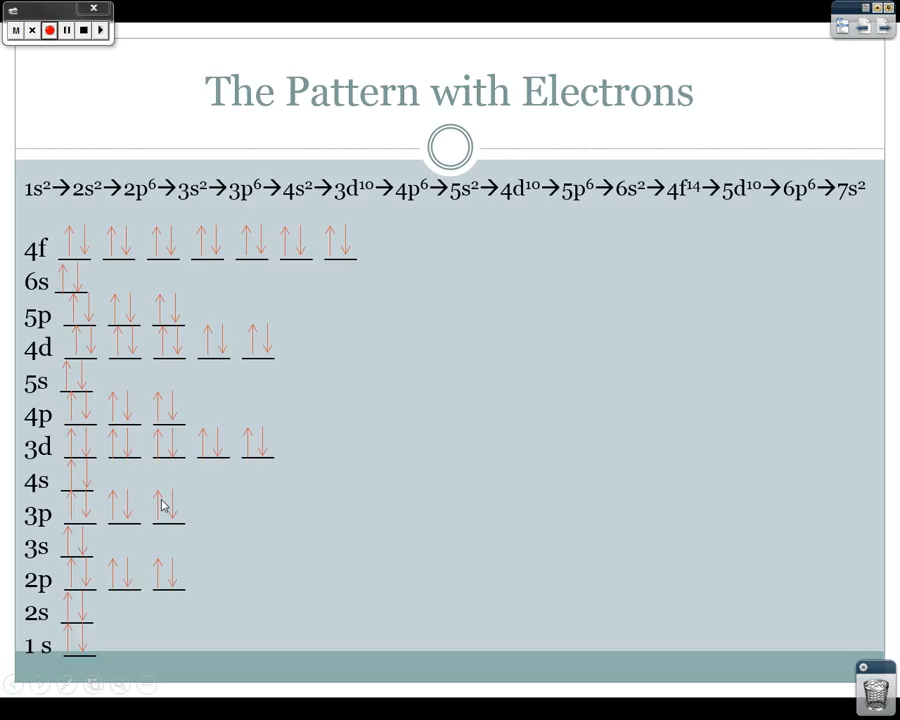 M
The Pattern with Electrons
1s²→2s²→2p⁶→3s²→3p⁶→4s²→3d¹⁰→4p⁶→5s²→4d¹⁰→5p⁶→6s²→4f¹⁴→5d¹⁰→6p⁶→7s²
4f ↑↓ ↑↓ ↑↓ ↑↓ ↑↓ ↑↓ ↑↓
6s ↑↓
5p ↑↓ ↑↓ ↑↓
4d ↑↓ ↑↓ ↑↓ ↑↓ ↑↓
5s ↑↓
4p ↑↓ ↑↓ ↑↓
3d ↑↓ ↑↓ ↑↓ ↑↓ ↑↓
4s ↑↓
3p ↑↓ ↑↓ ↑↓
3s ↑↓
2p ↑↓ ↑↓ ↑↓
2s ↑↓
1 s ↑↓